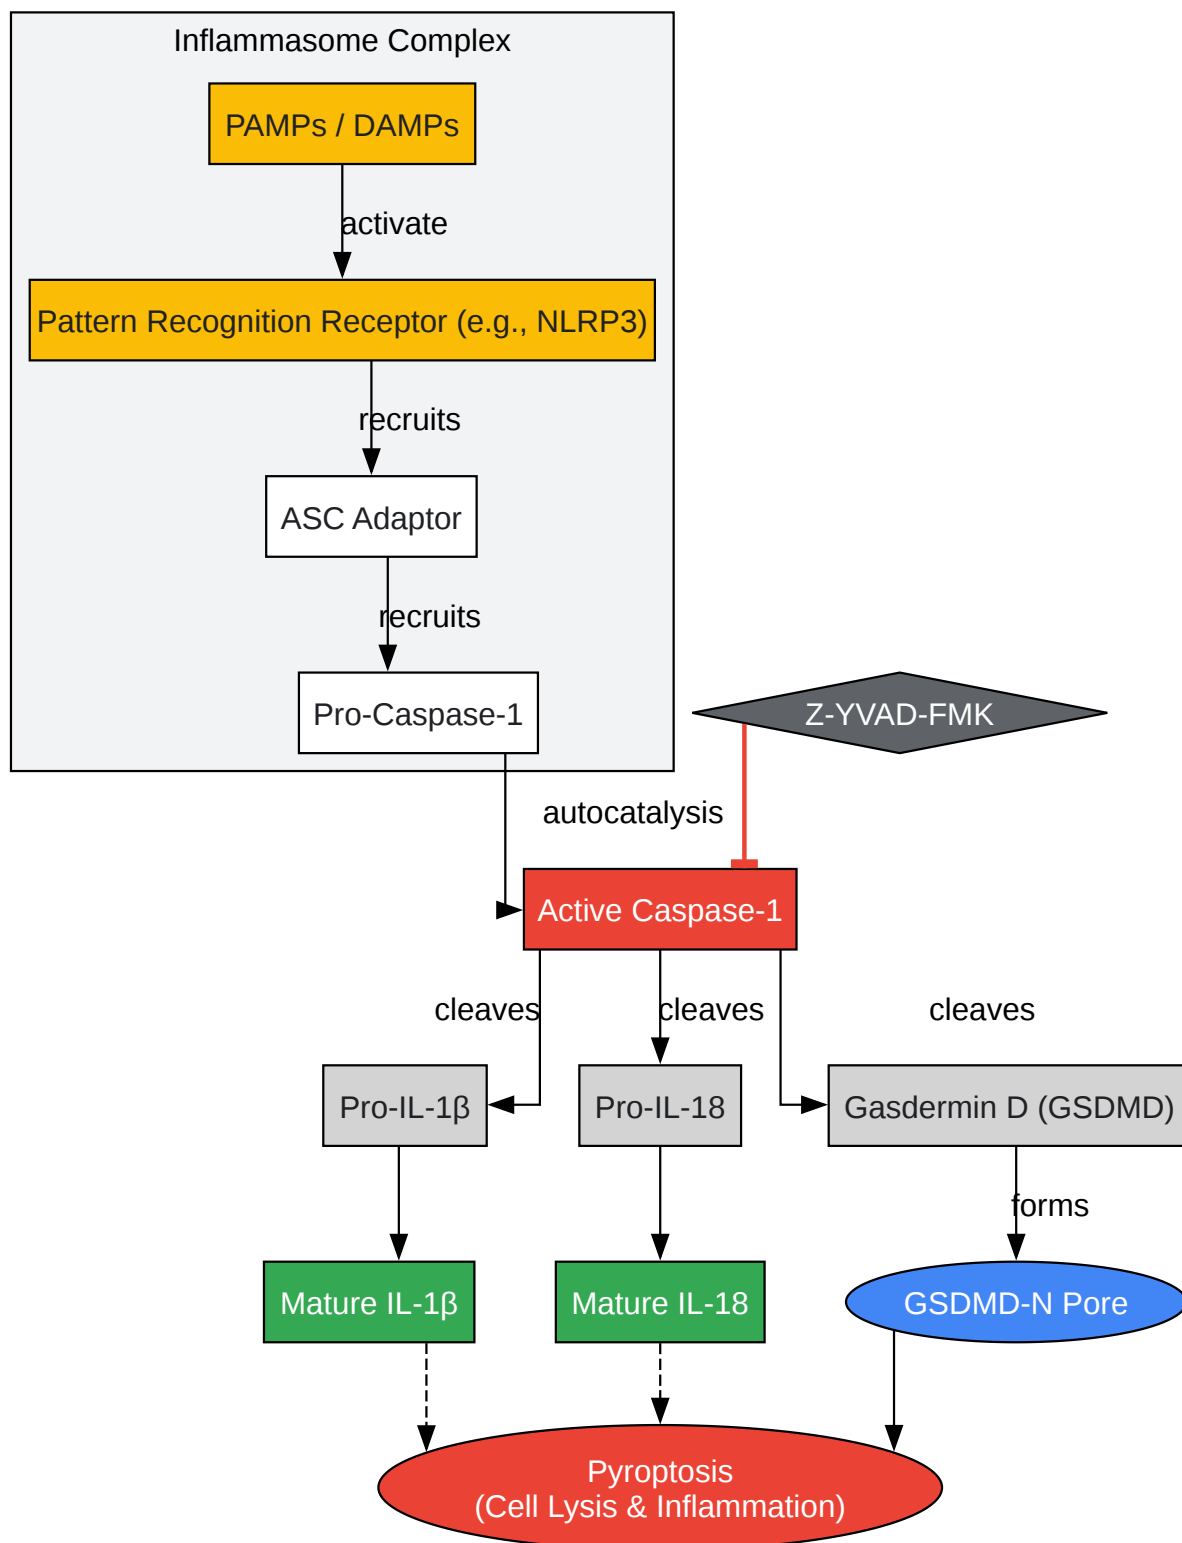 Inflammasome Complex
PAMPs / DAMPs
activate
Pattern Recognition Receptor (e.g., NLRP3)
recruits
ASC Adaptor
recruits
Pro-Caspase-1
Z-YVAD-FMK
autocatalysis
Active Caspase-1
cleaves
cleaves
cleaves
Pro-IL-1β
Pro-IL-18
Gasdermin D (GSDMD)
forms
Mature IL-1β
Mature IL-18
GSDMD-N Pore
Pyroptosis
(Cell Lysis & Inflammation)